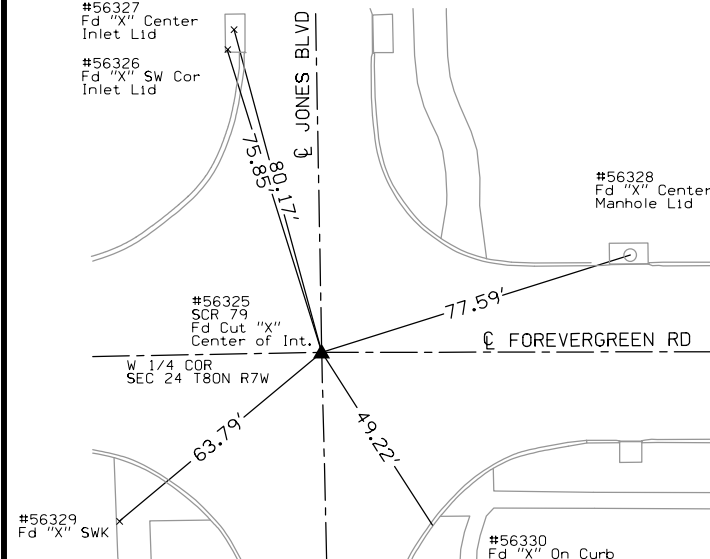 #56327
Fd "X" Center
Inlet Lid
#56326
Fd "X" SW Cor
Inlet Lid
℄ JONES BLVD
80.17'
75.85'
#56328
Fd "X" Center
Manhole Lid
#56325
SCR 79
Fd Cut "X"
Center of Int.
77.59'
℄ FOREVERGREEN RD
W 1/4 COR
SEC 24 T80N R7W
63.79'
49.22'
#56329
Fd "X" SWK
#56330
Fd "X" On Curb